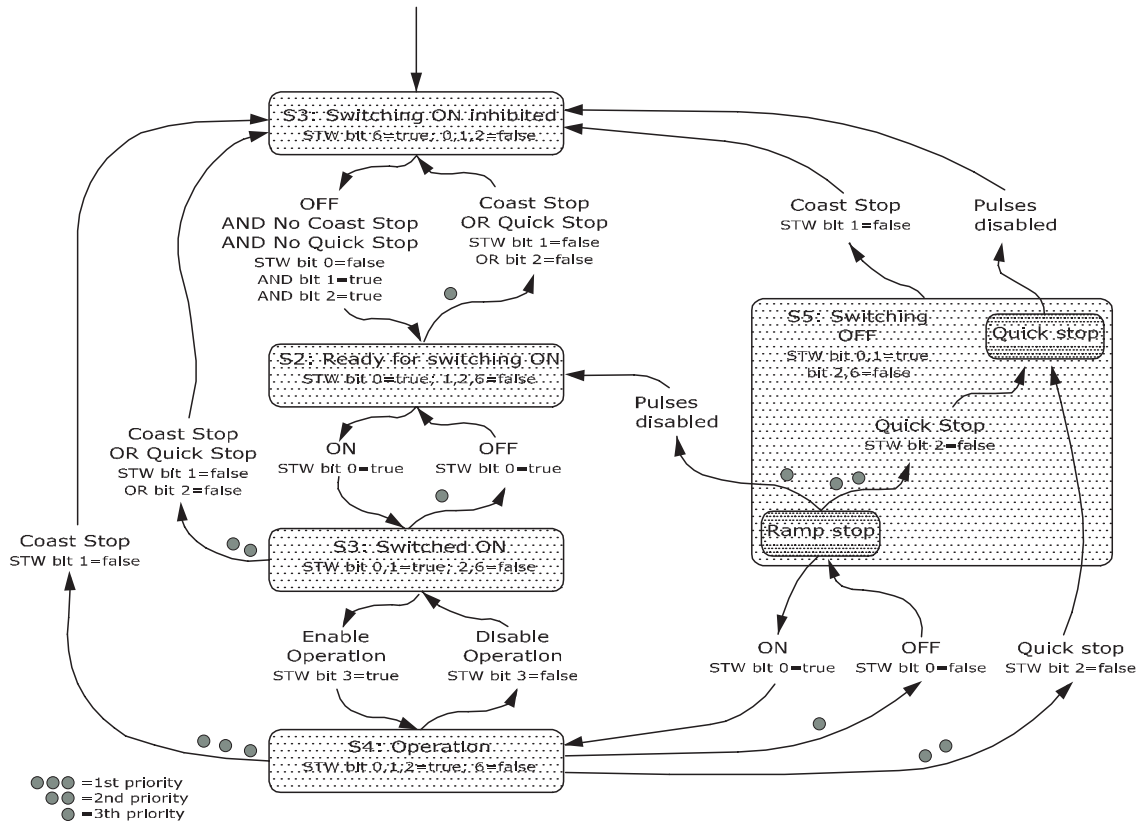 S3: Switching ON inhibited
STW bit 6=true; 0,1,2=false
OFF
AND No Coast Stop
AND No Quick Stop
STW bit 0=false
AND bit 1=true
AND bit 2=true
Coast Stop
OR Quick Stop
STW bit 1=false
OR bit 2=false
Coast Stop
STW bit 1=false
Pulses
disabled
S5: Switching
OFF
STW bit 0,1=true
bit 2,6=false
Quick stop
S2: Ready for switching ON
STW bit 0=true; 1,2,6=false
Pulses
disabled
Quick Stop
STW bit 2=false
Coast Stop
OR Quick Stop
STW bit 1=false
OR bit 2=false
ON
STW bit 0=true
OFF
STW bit 0=true
Ramp stop
Coast Stop
STW bit 1=false
S3: Switched ON
STW bit 0,1=true; 2,6=false
Enable
Operation
STW bit 3=true
Disable
Operation
STW bit 3=false
ON
STW bit 0=true
OFF
STW bit 0=false
Quick stop
STW bit 2=false
S4: Operation
STW bit 0,1,2=true; 6=false
=1st priority
=2nd priority
=3th priority